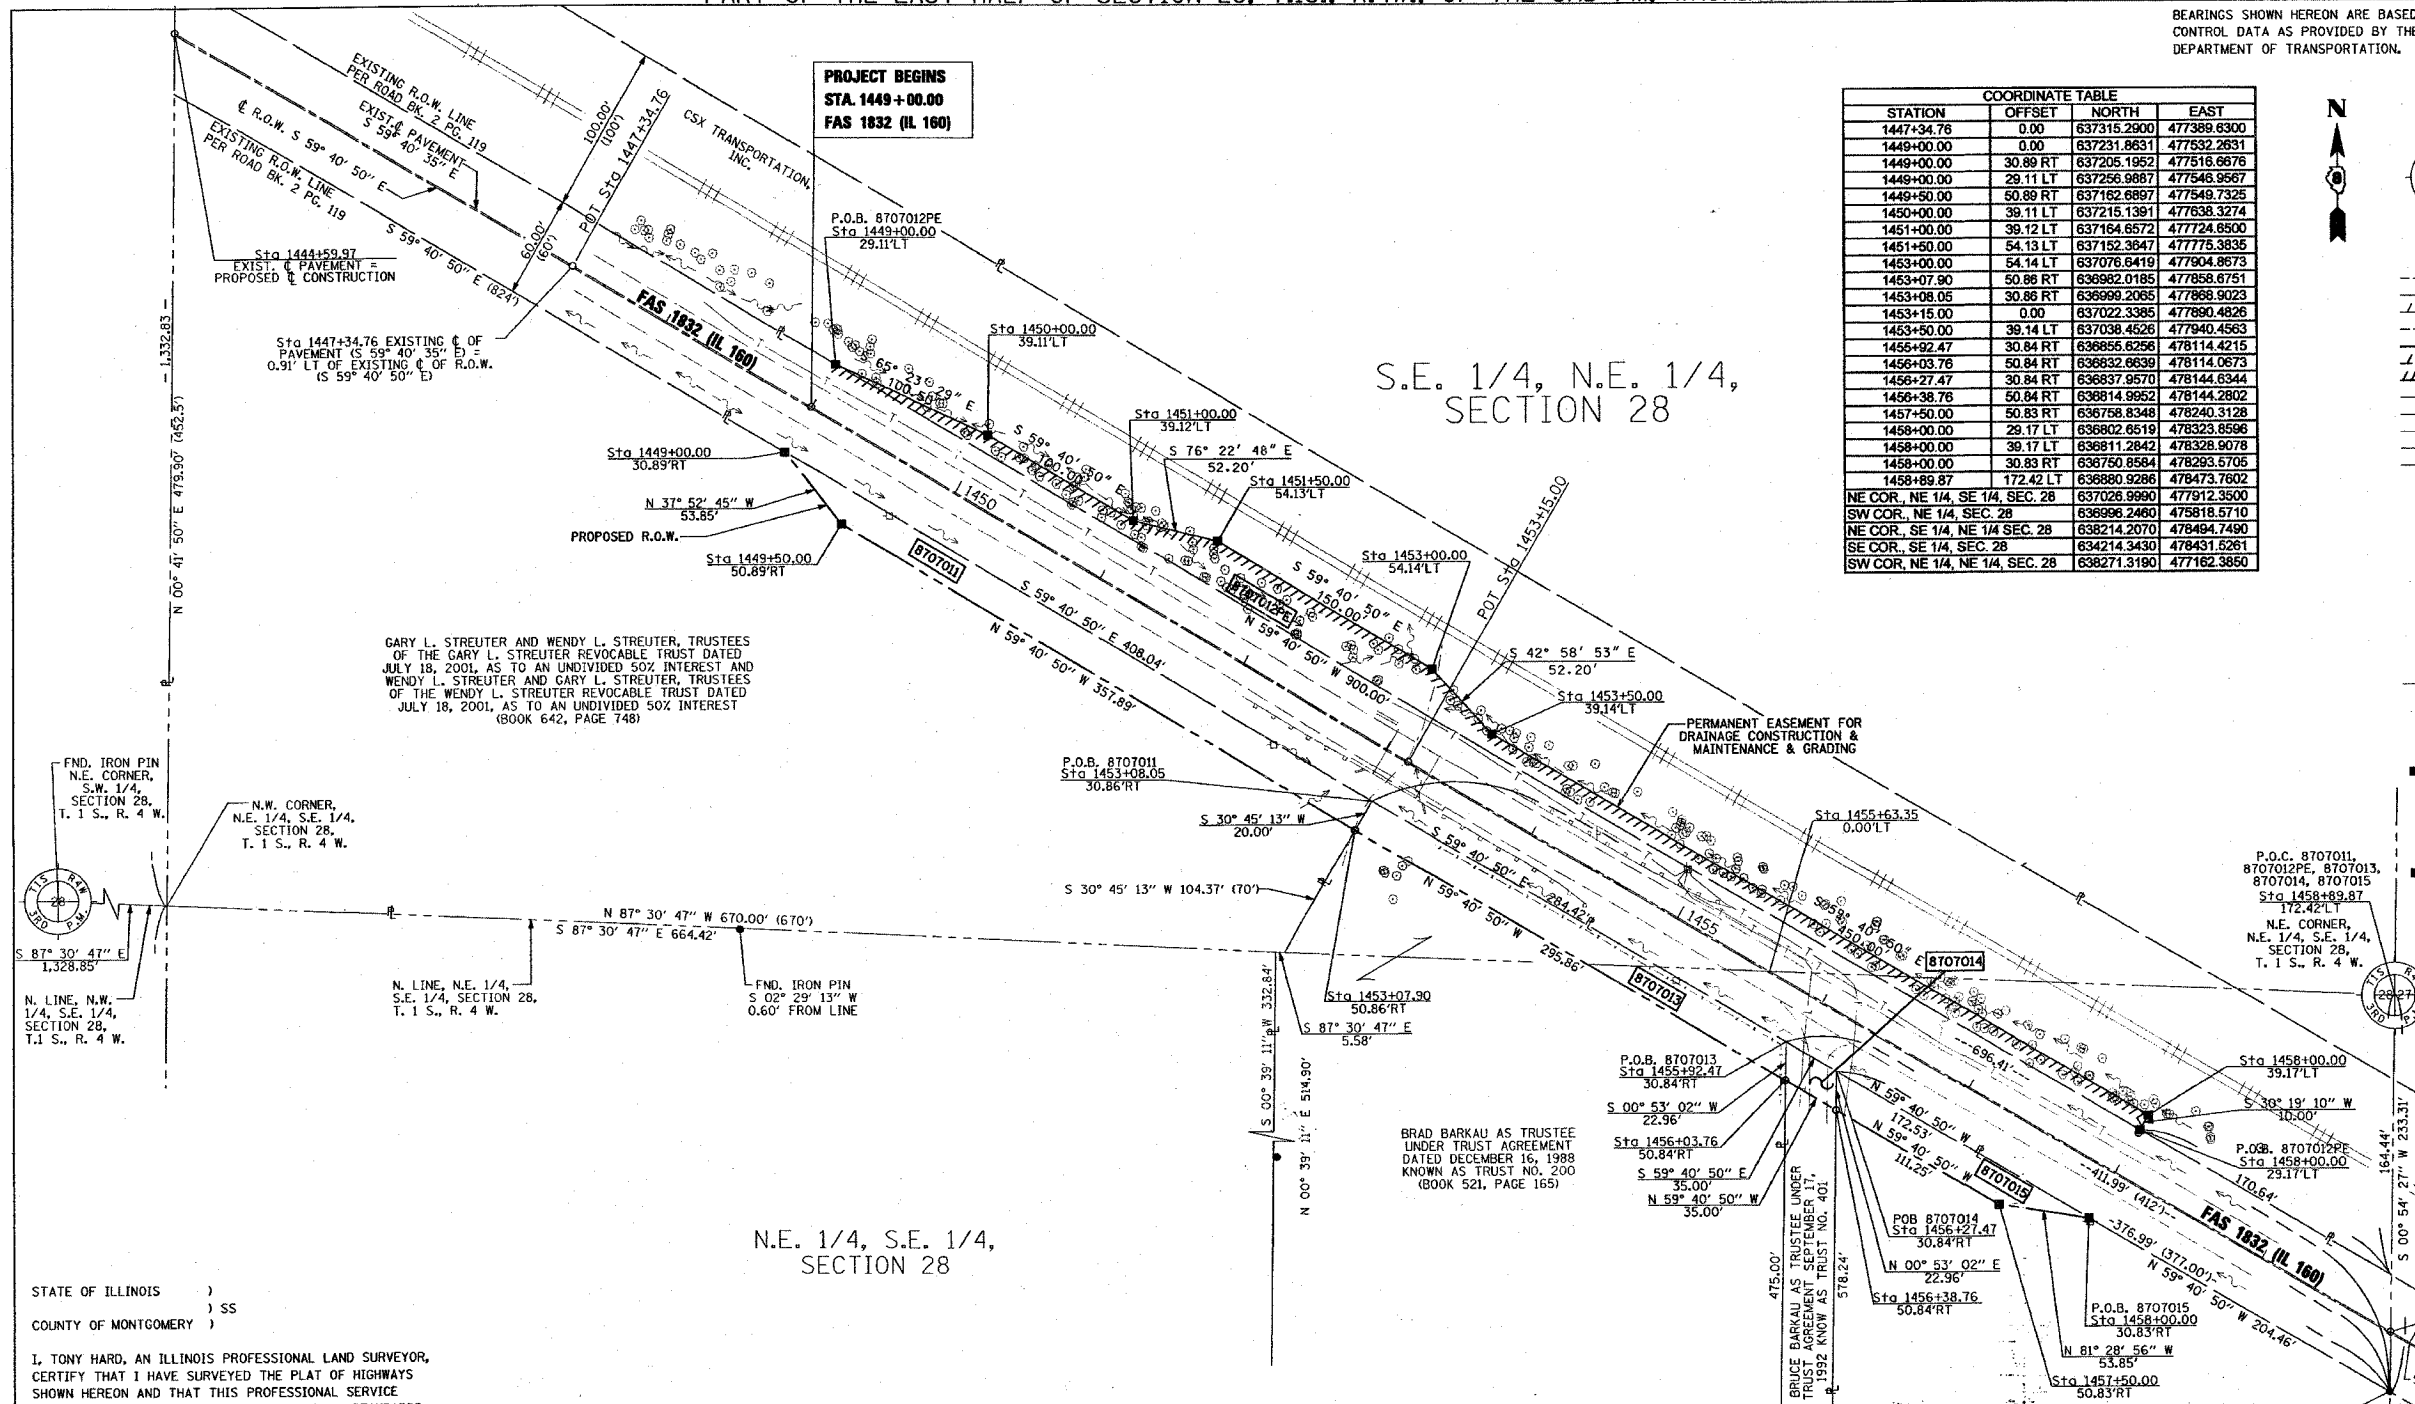 PART OF THE EAST HALF OF SECTION 28,
BEARINGS SHOWN HEREON ARE BASED
CONTROL DATA AS PROVIDED BY THE
DEPARTMENT OF TRANSPORTATION.
PROJECT BEGINS
STA. 1449+00.00
FAS 1832 (IL 160)
COORDINATE TABLE
STATION OFFSET NORTH EAST
1447+34.76 0.00 637315.2900 477389.6300
1449+00.00 0.00 637231.8631 477532.2631
1449+00.00 30.89 RT 637205.1952 477516.6676
1449+00.00 29.11 LT 637256.9887 477546.9567
1449+50.00 50.89 RT 637162.6897 477549.7325
1450+00.00 39.11 LT 637215.1391 477638.3274
1451+00.00 39.12 LT 637164.6572 477724.6500
1451+50.00 54.13 LT 637152.3647 477775.3835
1453+00.00 54.14 LT 637076.6419 477904.8673
1453+07.90 50.86 RT 636982.0185 477858.6751
1453+08.05 30.86 RT 636999.2065 477868.9023
1453+15.00 0.00 637022.3385 477890.4826
1453+50.00 39.14 LT 637038.4526 477940.4563
1455+92.47 30.84 RT 636855.6256 478114.4215
1456+03.76 50.84 RT 636832.6639 478114.0673
1456+27.47 30.84 RT 636837.9570 478144.6344
1456+38.76 50.84 RT 636814.9952 478144.2802
1457+50.00 50.83 RT 636758.8348 478240.3128
1458+00.00 29.17 LT 636802.6519 478323.8596
1458+00.00 39.17 LT 636811.2842 478328.9078
1458+00.00 30.83 RT 636750.8584 478293.5705
1458+89.87 172.42 LT 636880.9286 478473.7602
NE COR., NE 1/4, SE 1/4, SEC. 28 637026.9990 477912.3500
SW COR., NE 1/4, SEC. 28 636996.2460 475818.5710
NE COR., SE 1/4, NE 1/4 SEC. 28 638214.2070 478494.7490
SE COR., SE 1/4, SEC. 28 634214.3430 478431.5261
SW COR, NE 1/4, NE 1/4, SEC. 28 638271.3190 477162.3850
N
EXISTING R.O.W. LINE
PER ROAD BK. 2 PG. 119
EXIST. ℄ PAVEMENT
S 59° 40' 35" E
℄ R.O.W. S 59° 40' 50" E
EXISTING R.O.W. LINE
PER ROAD BK. 2 PG. 119
S 59° 40' 50" E (824')
100.00'
(100')
60.00'
(60')
POT Sta 1447+34.76
CSX TRANSPORTATION,
INC.
Sta 1444+59.97
EXIST. ℄ PAVEMENT =
PROPOSED ℄ CONSTRUCTION
Sta 1447+34.76 EXISTING ℄ OF
PAVEMENT (S 59° 40' 35" E) =
0.91' LT OF EXISTING ℄ OF R.O.W.
(S 59° 40' 50" E)
1,332.83
N 00° 41' 50" E 479.90' (452.5')
P.O.B. 8707012PE
Sta 1449+00.00
29.11'LT
FAS 1832 (IL 160)
Sta 1450+00.00
39.11'LT
S 65° 23' 29" E
100.50'
Sta 1451+00.00
39.12'LT
S 59° 40' 50" E
100.00'
S 76° 22' 48" E
52.20'
Sta 1451+50.00
54.13'LT
S.E. 1/4, N.E. 1/4,
SECTION 28
Sta 1449+00.00
30.89'RT
N 37° 52' 45" W
53.85'
PROPOSED R.O.W.
Sta 1449+50.00
50.89'RT
1450
8707011
Sta 1453+00.00
54.14'LT
POT Sta 1453+15.00
S 59° 40' 50" E
150.00'
8707012PE
S 59° 40' 50" E 408.04'
N 59° 40' 50" W 357.89'
N 59° 40' 50" W 900.00'
S 42° 58' 53" E
52.20'
Sta 1453+50.00
39.14'LT
PERMANENT EASEMENT FOR
DRAINAGE CONSTRUCTION &
MAINTENANCE & GRADING
GARY L. STREUTER AND WENDY L. STREUTER, TRUSTEES
OF THE GARY L. STREUTER REVOCABLE TRUST DATED
JULY 18, 2001, AS TO AN UNDIVIDED 50% INTEREST AND
WENDY L. STREUTER AND GARY L. STREUTER, TRUSTEES
OF THE WENDY L. STREUTER REVOCABLE TRUST DATED
JULY 18, 2001, AS TO AN UNDIVIDED 50% INTEREST
(BOOK 642, PAGE 748)
FND. IRON PIN
N.E. CORNER,
S.W. 1/4,
SECTION 28,
T. 1 S., R. 4 W.
N.W. CORNER,
N.E. 1/4, S.E. 1/4,
SECTION 28,
T. 1 S., R. 4 W.
T1S R4W
28
3RD P.M.
S 87° 30' 47" E
1,328.85'
N. LINE, N.W.
1/4, S.E. 1/4,
SECTION 28,
T.1 S., R. 4 W.
N 87° 30' 47" W 670.00' (670')
S 87° 30' 47" E 664.42'
N. LINE, N.E. 1/4,
S.E. 1/4, SECTION 28,
T. 1 S., R. 4 W.
FND. IRON PIN
S 02° 29' 13" W
0.60' FROM LINE
P.O.B. 8707011
Sta 1453+08.05
30.86'RT
S 30° 45' 13" W
20.00'
S 30° 45' 13" W 104.37' (70')
Sta 1453+07.90
50.86'RT
S 87° 30' 47" E
5.58'
S 00° 39' 11" W 332.84'
N 00° 39' 11" E 514.90'
S 59° 40' 50" E 284.42'
N 59° 40' 50" W 295.86'
1455
8707013
Sta 1455+63.35
0.00'LT
S 59° 40' 50" E
450.00'
8707014
P.O.C. 8707011,
8707012PE, 8707013,
8707014, 8707015
Sta 1458+89.87
172.42'LT
N.E. CORNER,
N.E. 1/4, S.E. 1/4,
SECTION 28,
T. 1 S., R. 4 W.
28 27
696.41'
P.O.B. 8707013
Sta 1455+92.47
30.84'RT
S 00° 53' 02" W
22.96'
Sta 1456+03.76
50.84'RT
S 59° 40' 50" E
35.00'
N 59° 40' 50" W
35.00'
BRAD BARKAU AS TRUSTEE
UNDER TRUST AGREEMENT
DATED DECEMBER 16, 1988
KNOWN AS TRUST NO. 200
(BOOK 521, PAGE 165)
N 59° 40' 50" W
172.53'
N 59° 40' 50" W
111.25'
8707015
Sta 1458+00.00
39.17'LT
S 30° 19' 10" W
10.00'
P.O.B. 8707012PE
Sta 1458+00.00
29.17'LT
170.64'
164.44'
S 00° 54' 27" W 233.31'
411.99' (412')
FAS 1832 (IL 160)
376.99' (377.00')
N 59° 40' 50" W 204.46'
POB 8707014
Sta 1456+27.47
30.84'RT
N 00° 53' 02" E
22.96'
Sta 1456+38.76
50.84'RT
P.O.B. 8707015
Sta 1458+00.00
30.83'RT
N 81° 28' 56" W
53.85'
Sta 1457+50.00
50.83'RT
475.00'
BRUCE BARKAU AS TRUSTEE UNDER
TRUST AGREEMENT SEPTEMBER 17,
1992 KNOW AS TRUST NO. 401
578.24'
N.E. 1/4, S.E. 1/4,
SECTION 28
STATE OF ILLINOIS )
) SS
COUNTY OF MONTGOMERY )
I, TONY HARD, AN ILLINOIS PROFESSIONAL LAND SURVEYOR,
CERTIFY THAT I HAVE SURVEYED THE PLAT OF HIGHWAYS
SHOWN HEREON AND THAT THIS PROFESSIONAL SERVICE